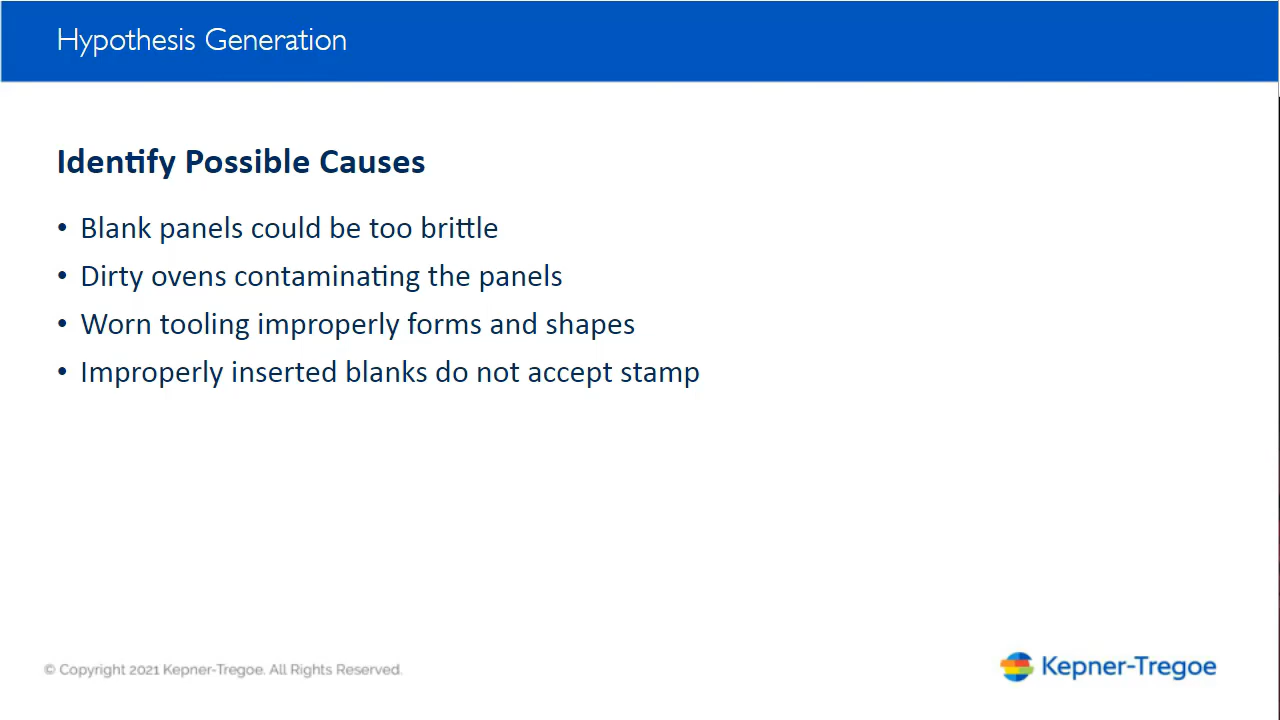 Hypothesis Generation
Identify Possible Causes
• Blank panels could be too brittle
• Dirty ovens contaminating the panels
• Worn tooling improperly forms and shapes
• Improperly inserted blanks do not accept stamp
© Copyright 2021 Kepner-Tregoe. All Rights Reserved.
Kepner-Tregoe